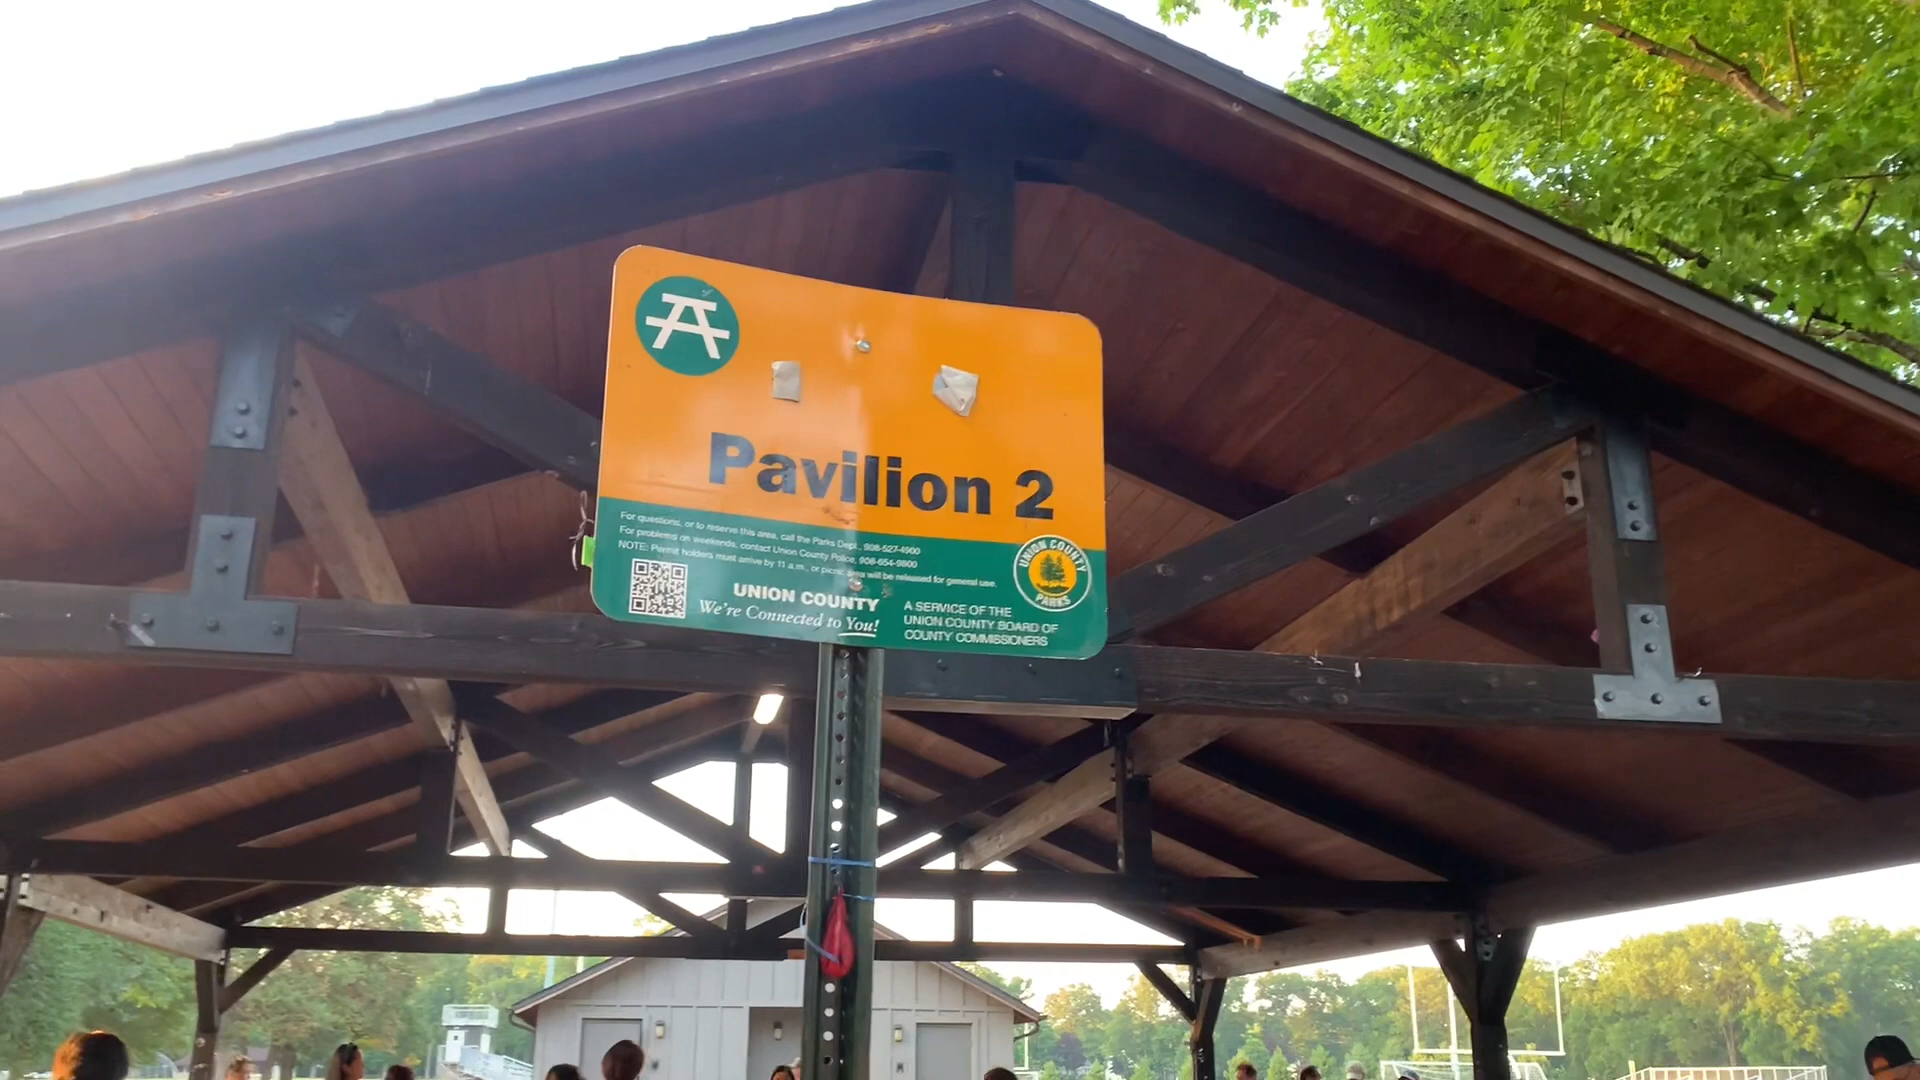 Pavilion 2
For questions, or to reserve this area, call the Parks Dept., 908-527-4900
For problems on weekends, contact Union County Police, 908-654-9800
NOTE: Permit holders must arrive by 11 a.m., or picnic area will be released for general use.
UNION COUNTY
We're Connected to You!
A SERVICE OF THE
UNION COUNTY BOARD OF
COUNTY COMMISSIONERS
UNION COUNTY
PARKS